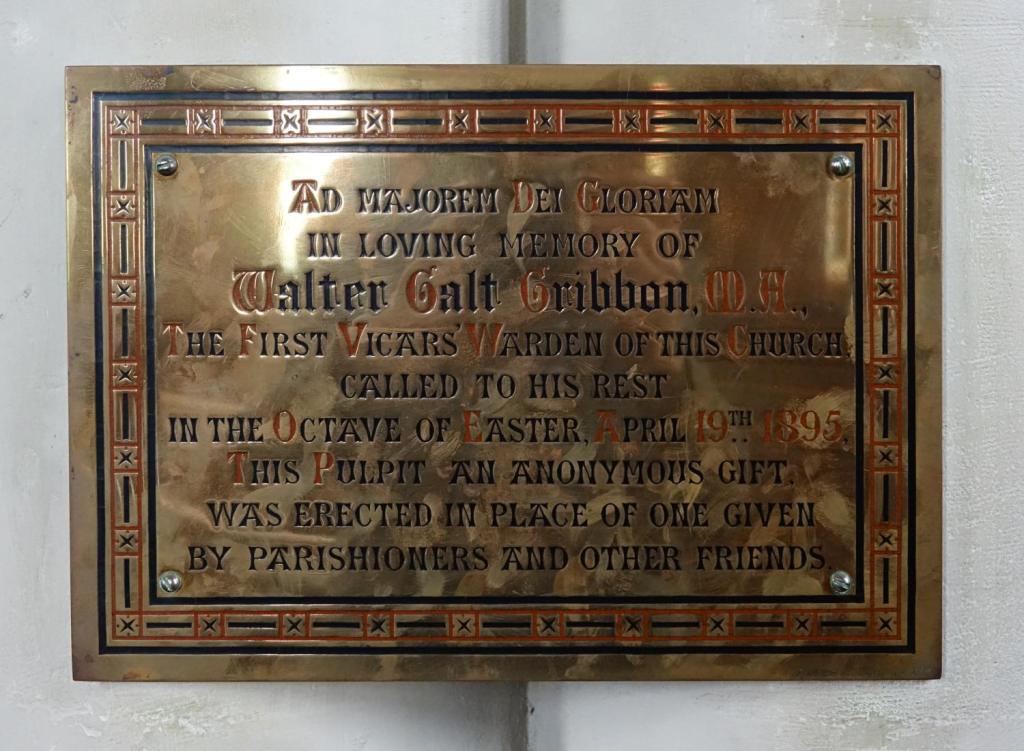 Ad majorem Dei Gloriam
in loving memory of
Walter Galt Gribbon, M.A.,
The First Vicars' Warden of this Church
called to his rest
in the Octave of Easter, April 19th 1895.
This Pulpit an anonymous gift,
was erected in place of one given
by parishioners and other friends.